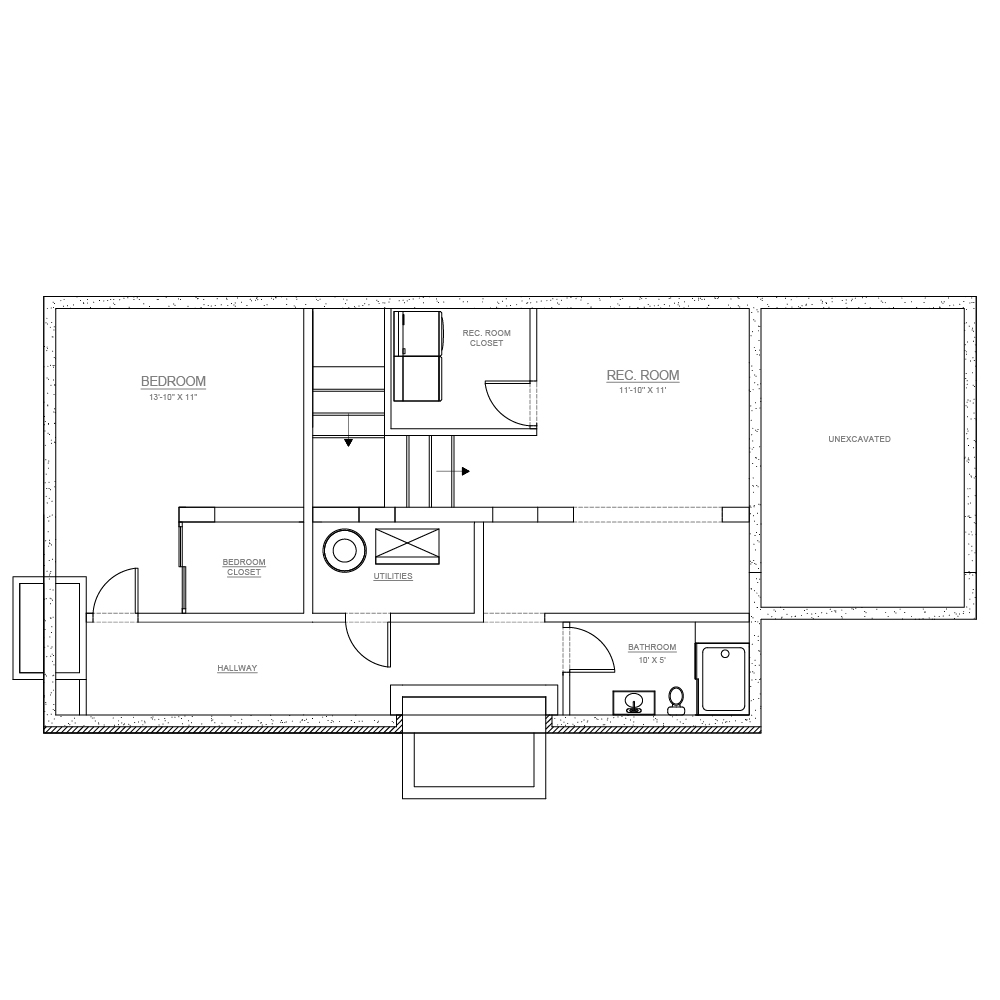 BEDROOM
13'-10" X 11"
REC. ROOM
CLOSET
REC. ROOM
11'-10" X 11'
UNEXCAVATED
BEDROOM
CLOSET
UTILITIES
HALLWAY
BATHROOM
10' X 5'